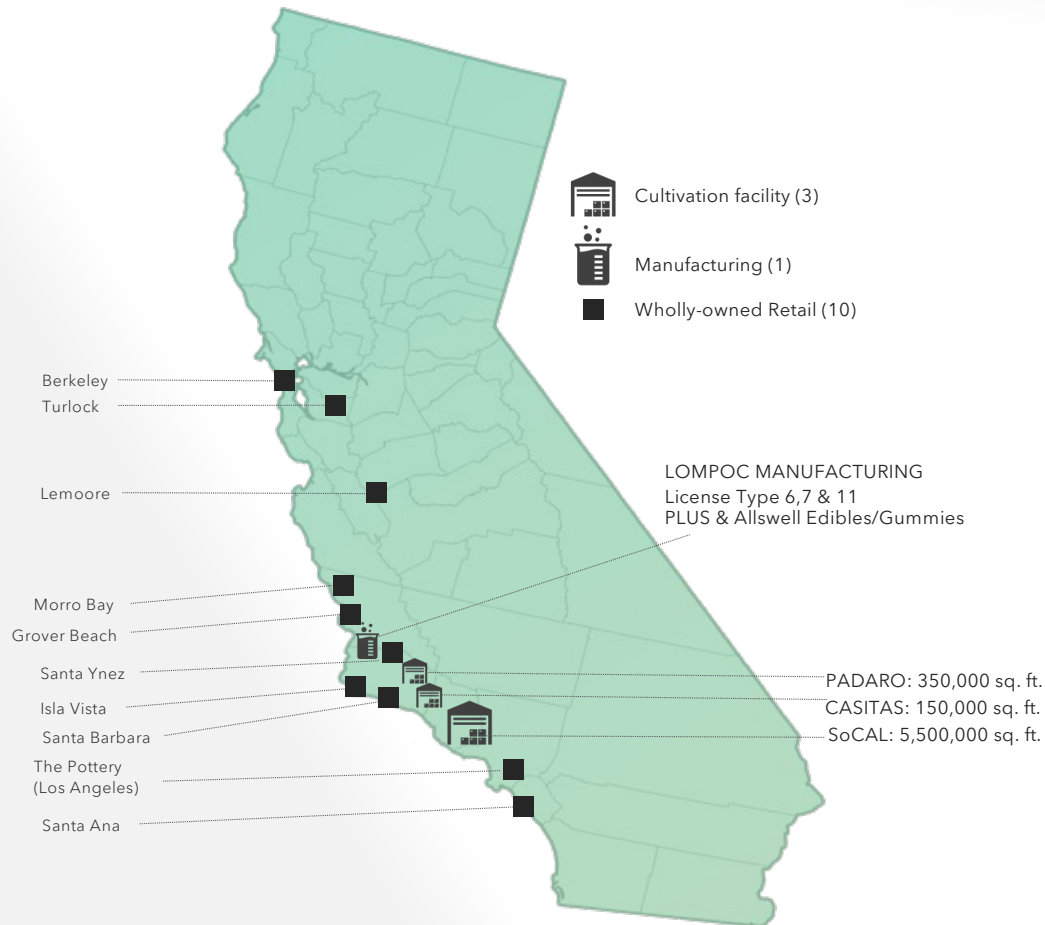 Cultivation facility (3)
Manufacturing (1)
Wholly-owned Retail (10)
Berkeley
Turlock
Lemoore
LOMPOC MANUFACTURING
License Type 6,7 & 11
PLUS & Allswell Edibles/Gummies
Morro Bay
Grover Beach
Santa Ynez
Isla Vista
Santa Barbara
The Pottery
(Los Angeles)
Santa Ana
PADARO: 350,000 sq. ft.
CASITAS: 150,000 sq. ft.
SoCAL: 5,500,000 sq. ft.